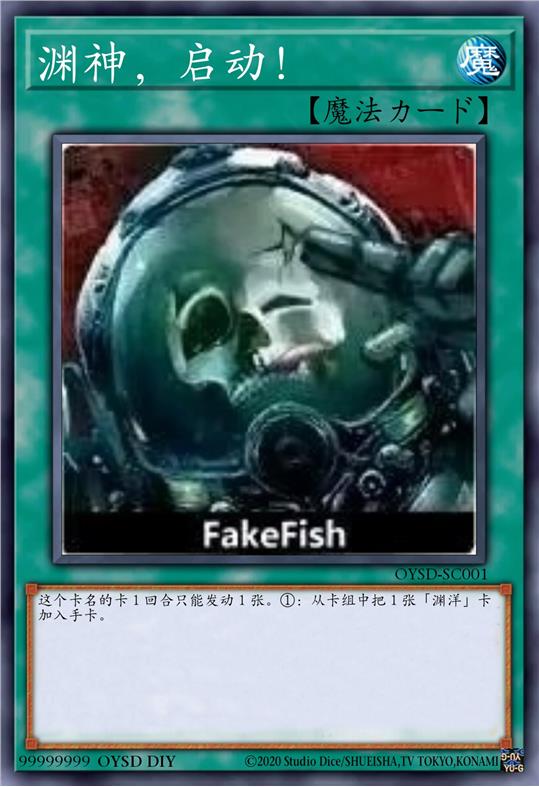 渊神，启动！
魔
【魔法カード】
FakeFish
OYSD-SC001
这个卡名的卡1回合只能发动1张。①：从卡组中把1张「渊洋」卡
加入手卡。
99999999 OYSD DIY
©2020 Studio Dice/SHUEISHA,TV TOKYO,KONAMI